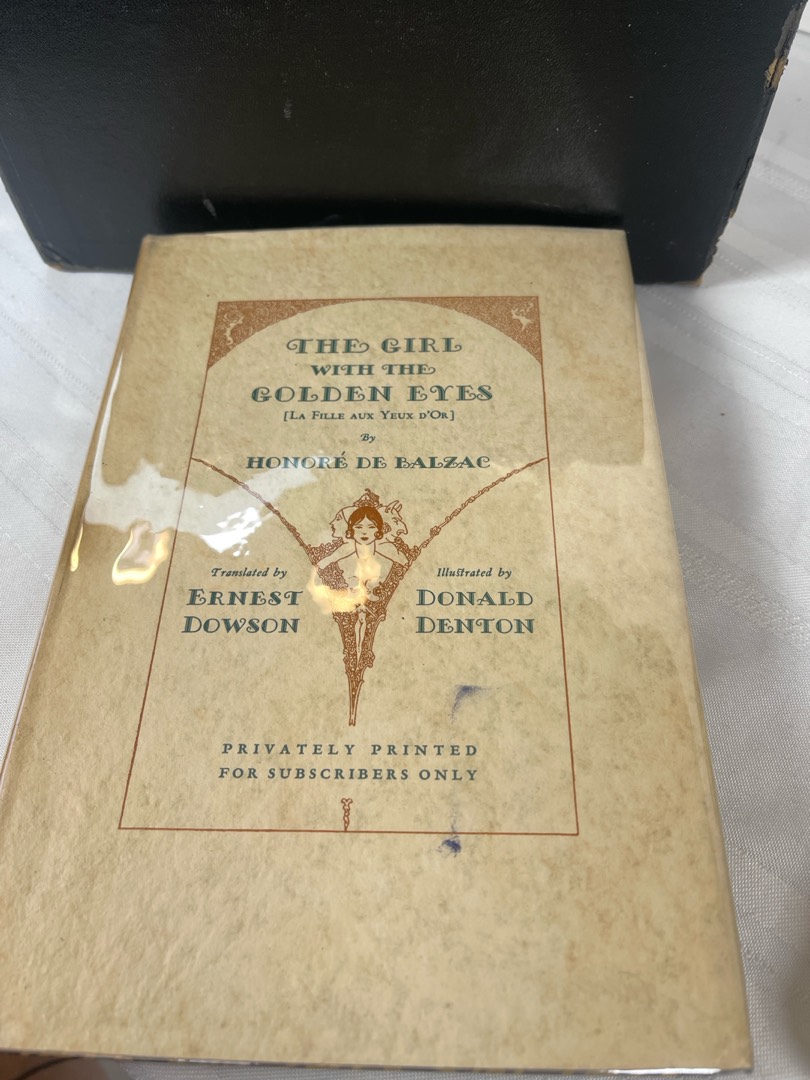 THE GIRL
WITH THE
GOLDEN EYES
[LA FILLE AUX YEUX D'OR]
By
HONORÉ DE BALZAC
Translated by
ERNEST
DOWSON
Illustrated by
DONALD
DENTON
PRIVATELY PRINTED
FOR SUBSCRIBERS ONLY